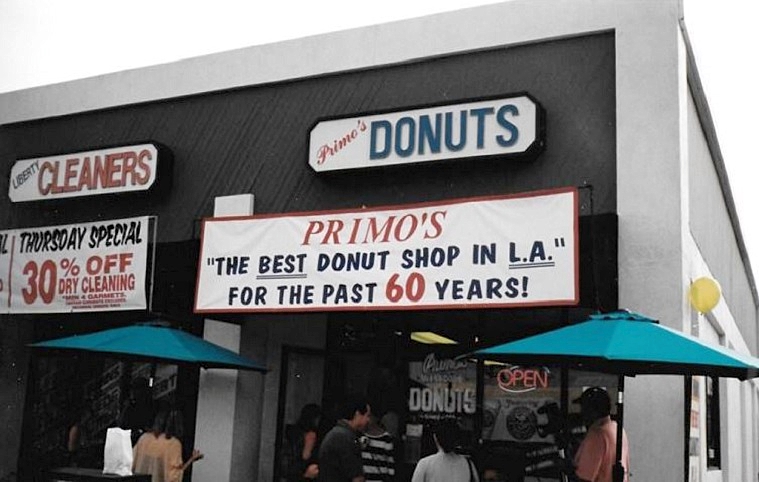 Primo's DONUTS
LIBERTY CLEANERS
PRIMO'S
"THE BEST DONUT SHOP IN L.A."
FOR THE PAST 60 YEARS!
THURSDAY SPECIAL
30% OFF
DRY CLEANING
OPEN
DONUTS